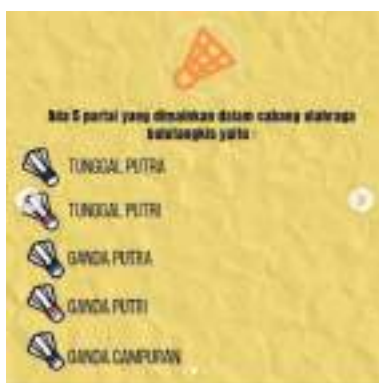 Ada 5 partai yang dimainkan dalam cabang olahraga
bulutangkis yaitu :
TUNGGAL PUTRA
TUNGGAL PUTRI
GANDA PUTRA
GANDA PUTRI
GANDA CAMPURAN